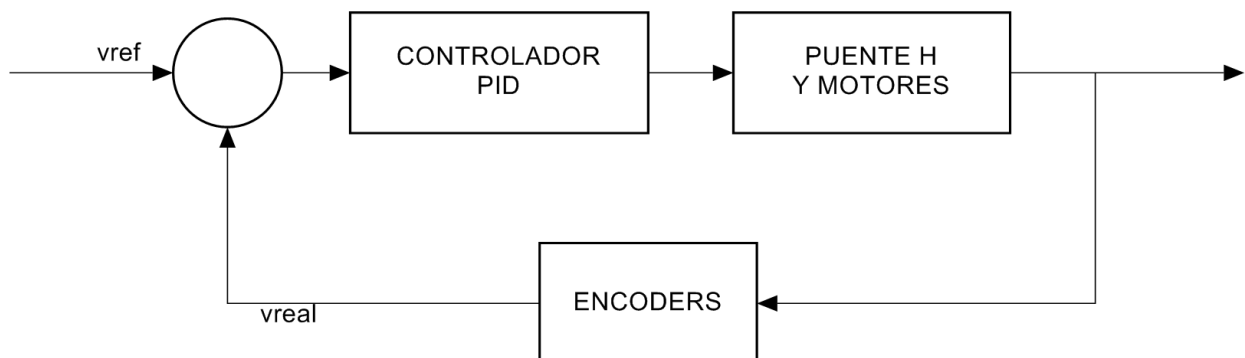 vref
CONTROLADOR
PID
PUENTE H
Y MOTORES
ENCODERS
vreal